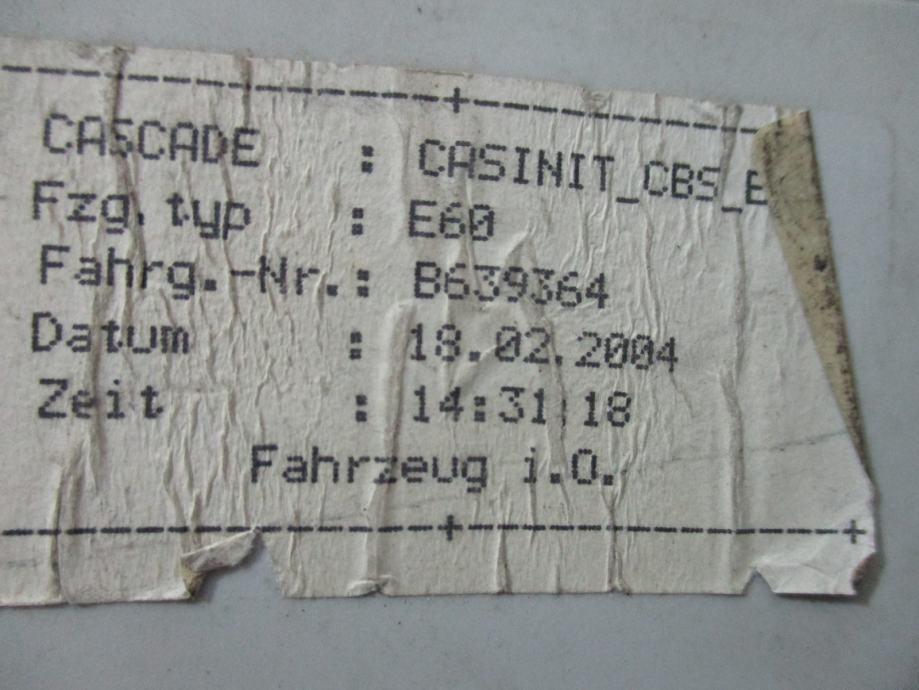 CASCADE : CASINIT_CBS_E
Fzg.typ : E60
Fahrg.-Nr.: B639364
Datum : 18.02.2004
Zeit : 14:31:18
Fahrzeug i.O.